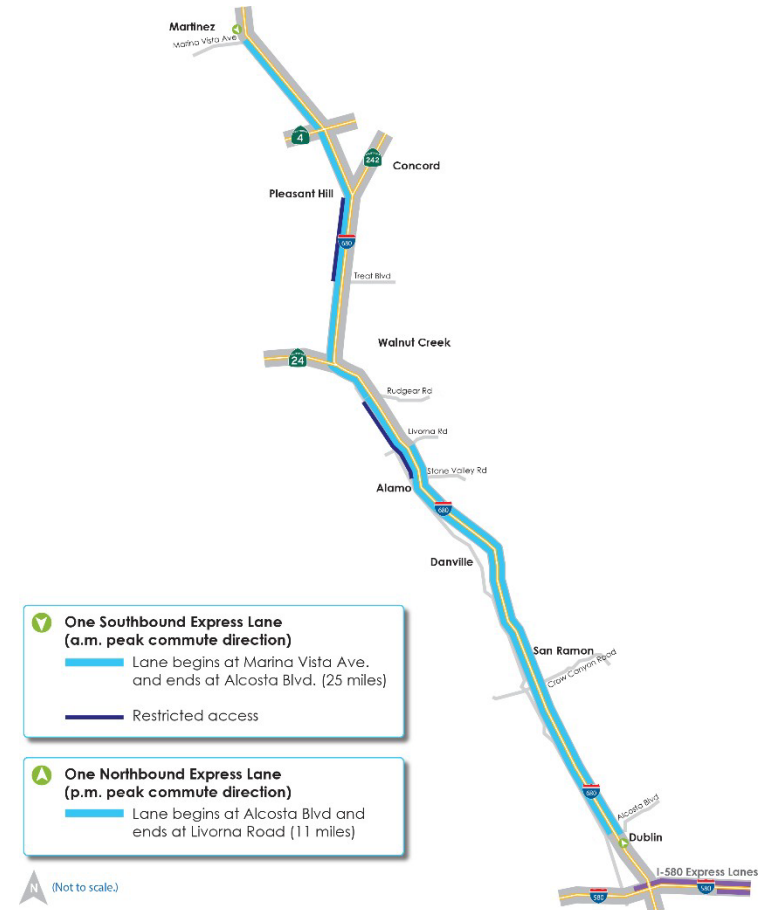 Martinez
Marina Vista Ave
4
242
Concord
Pleasant Hill
680
Treat Blvd
Walnut Creek
24
Rudgear Rd
Livorna Rd
Stone Valley Rd
Alamo
680
Danville
One Southbound Express Lane
(a.m. peak commute direction)
Lane begins at Marina Vista Ave.
and ends at Alcosta Blvd. (25 miles)
Restricted access
San Ramon
Crow Canyon Road
One Northbound Express Lane
(p.m. peak commute direction)
Lane begins at Alcosta Blvd and
ends at Livorna Road (11 miles)
680
Alcosta Blvd
Dublin
I-580 Express Lanes
580
580
N
(Not to scale.)